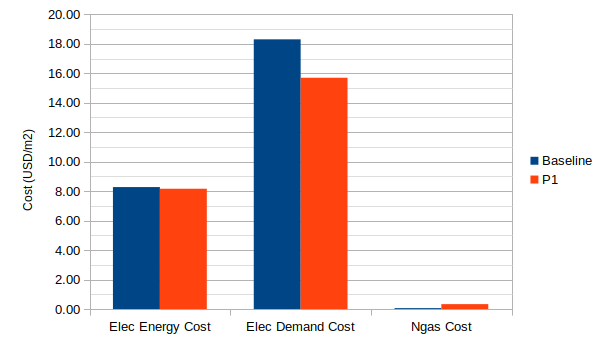 20.00
18.00
16.00
14.00
12.00
10.00
8.00
6.00
4.00
2.00
0.00
Cost (USD/m2)
Elec Energy Cost
Elec Demand Cost
Ngas Cost
Baseline
P1